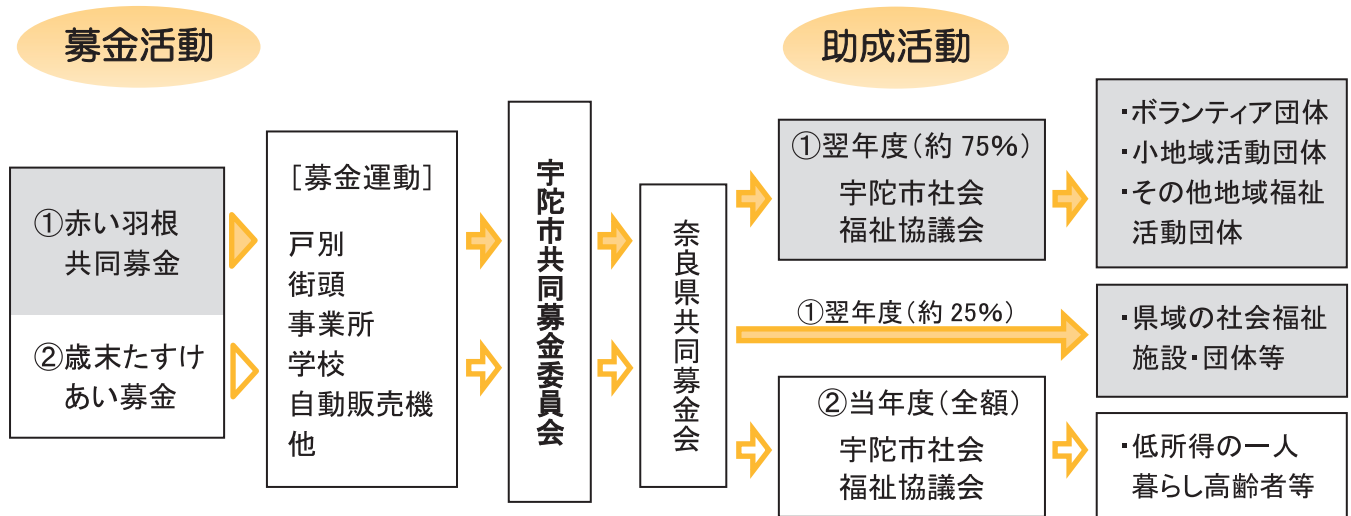 募金活動
助成活動
①赤い羽根
共同募金
②歳末たすけ
あい募金
[募金運動]
戸別
街頭
事業所
学校
自動販売機
他
宇陀市共同募金委員会
奈良県共同募金会
①翌年度(約 75%)
宇陀市社会
福祉協議会
・ボランティア団体
・小地域活動団体
・その他地域福祉
活動団体
①翌年度(約 25%)
・県域の社会福祉
施設・団体等
②当年度(全額)
宇陀市社会
福祉協議会
・低所得の一人
暮らし高齢者等